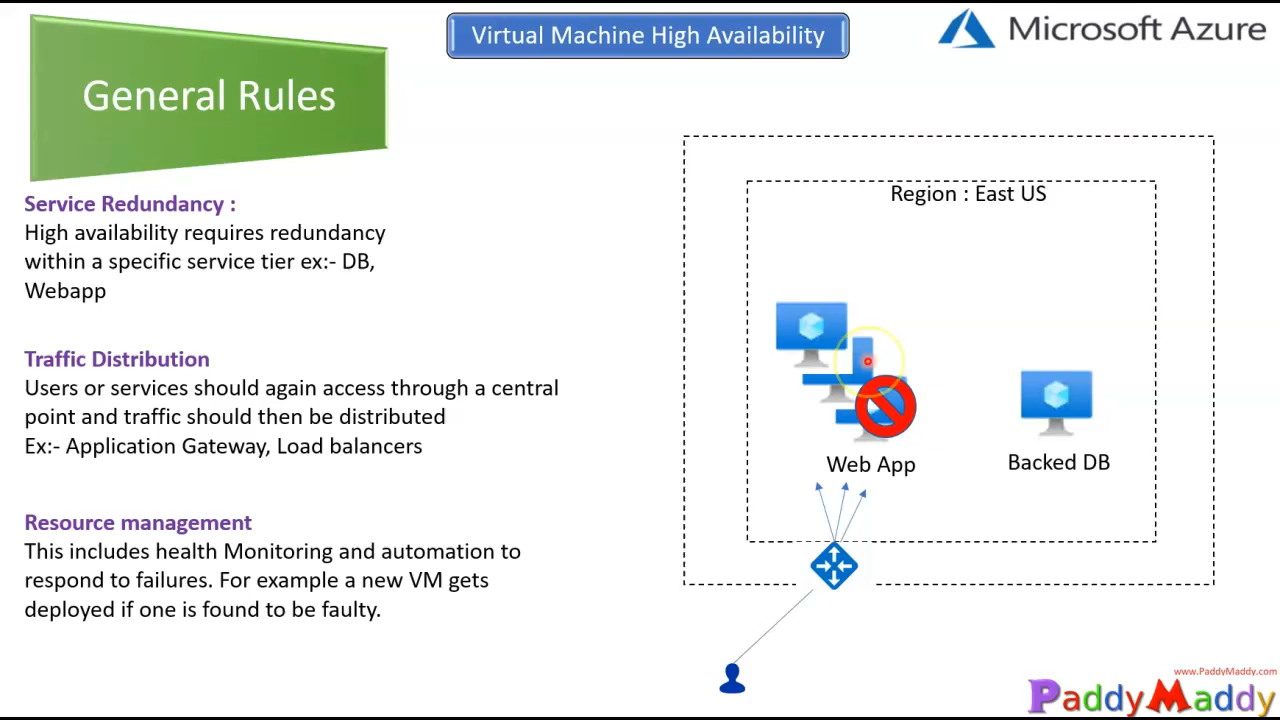 Virtual Machine High Availability
Microsoft Azure
General Rules
Service Redundancy :
High availability requires redundancy
within a specific service tier ex:- DB,
Webapp
Traffic Distribution
Users or services should again access through a central
point and traffic should then be distributed
Ex:- Application Gateway, Load balancers
Resource management
This includes health Monitoring and automation to
respond to failures. For example a new VM gets
deployed if one is found to be faulty.
Region : East US
Web App
Backed DB
www.PaddyMaddy.com
PaddyMaddy